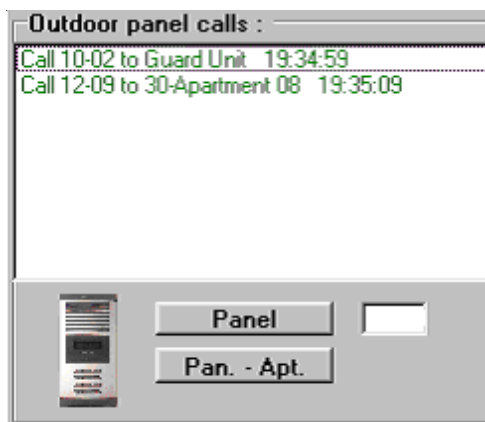 Outdoor panel calls :
Call 10-02 to Guard Unit 19:34:59
Call 12-09 to 30-Apartment 08 19:35:09
Panel
Pan. - Apt.